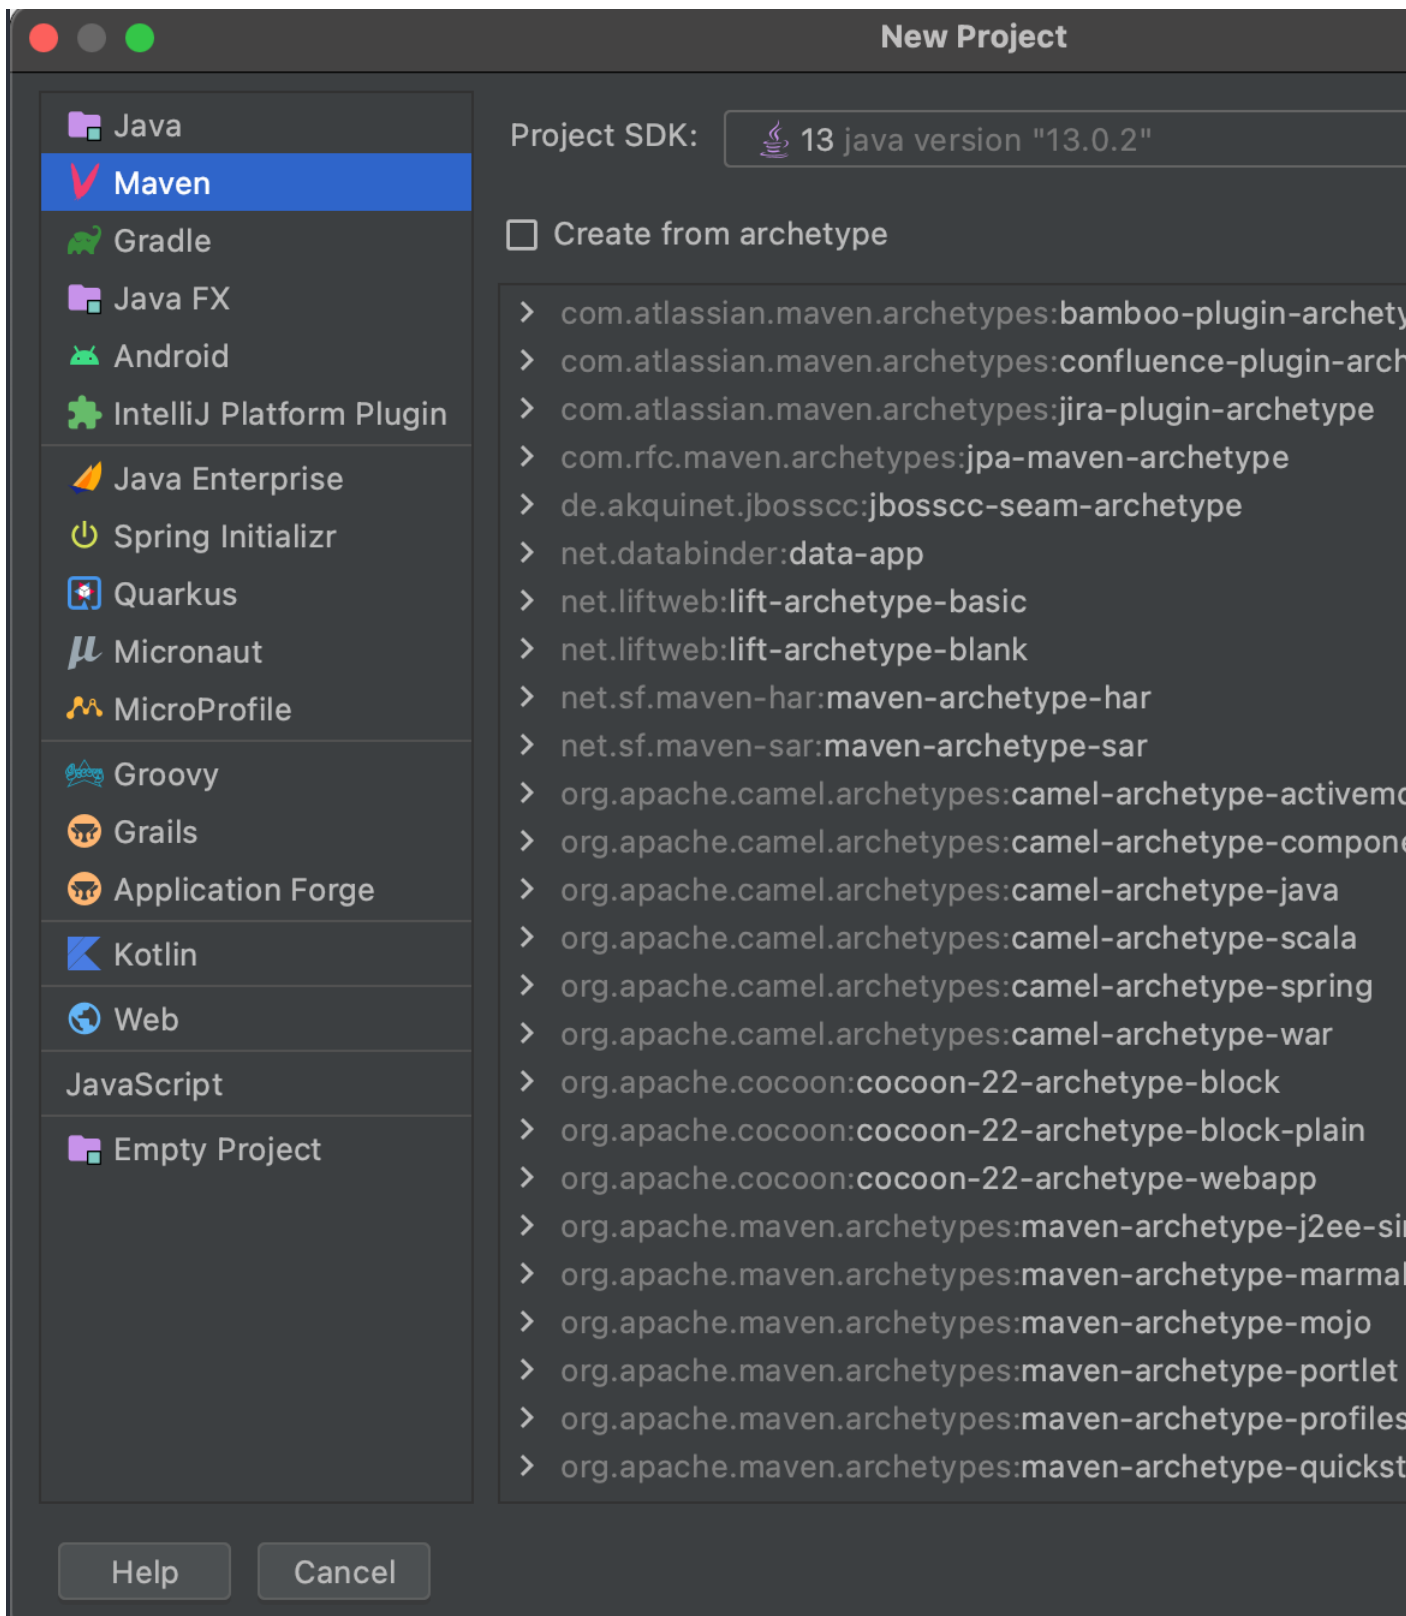 New Project
Java
Maven
Gradle
Java FX
Android
IntelliJ Platform Plugin
Java Enterprise
Spring Initializr
Quarkus
Micronaut
MicroProfile
Groovy
Grails
Application Forge
Kotlin
Web
JavaScript
Empty Project
Project SDK: 13 java version "13.0.2"
Create from archetype
com.atlassian.maven.archetypes:bamboo-plugin-archety
com.atlassian.maven.archetypes:confluence-plugin-arch
com.atlassian.maven.archetypes:jira-plugin-archetype
com.rfc.maven.archetypes:jpa-maven-archetype
de.akquinet.jbosscc:jbosscc-seam-archetype
net.databinder:data-app
net.liftweb:lift-archetype-basic
net.liftweb:lift-archetype-blank
net.sf.maven-har:maven-archetype-har
net.sf.maven-sar:maven-archetype-sar
org.apache.camel.archetypes:camel-archetype-activemq
org.apache.camel.archetypes:camel-archetype-compone
org.apache.camel.archetypes:camel-archetype-java
org.apache.camel.archetypes:camel-archetype-scala
org.apache.camel.archetypes:camel-archetype-spring
org.apache.camel.archetypes:camel-archetype-war
org.apache.cocoon:cocoon-22-archetype-block
org.apache.cocoon:cocoon-22-archetype-block-plain
org.apache.cocoon:cocoon-22-archetype-webapp
org.apache.maven.archetypes:maven-archetype-j2ee-sim
org.apache.maven.archetypes:maven-archetype-marmal
org.apache.maven.archetypes:maven-archetype-mojo
org.apache.maven.archetypes:maven-archetype-portlet
org.apache.maven.archetypes:maven-archetype-profiles
org.apache.maven.archetypes:maven-archetype-quickst
Help
Cancel